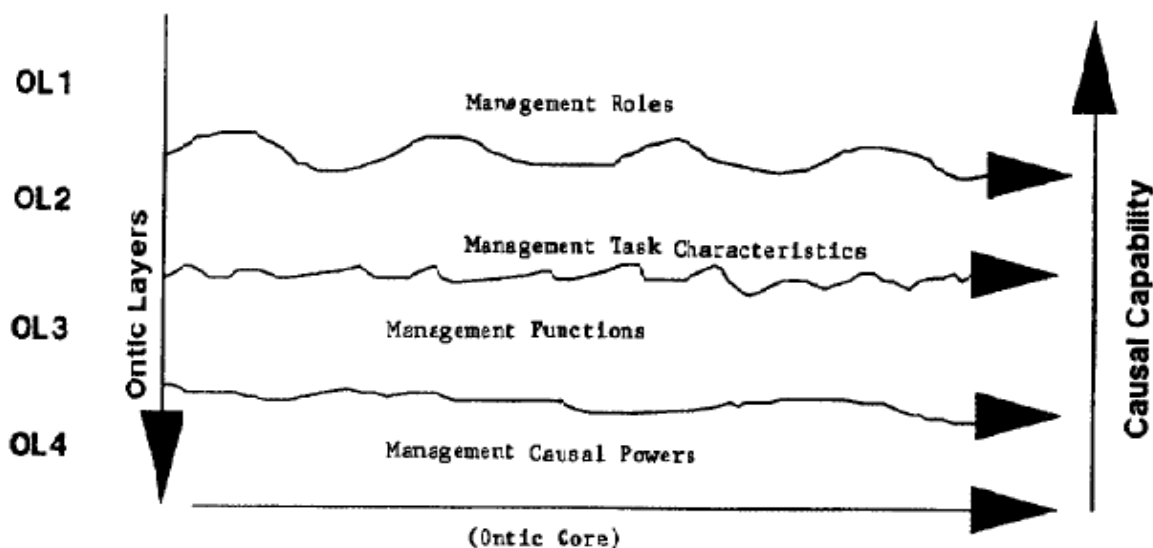 OL1
Management Roles
OL2
Management Task Characteristics
OL3
Management Functions
OL4
Management Causal Powers
(Ontic Core)
Ontic Layers
Causal Capability